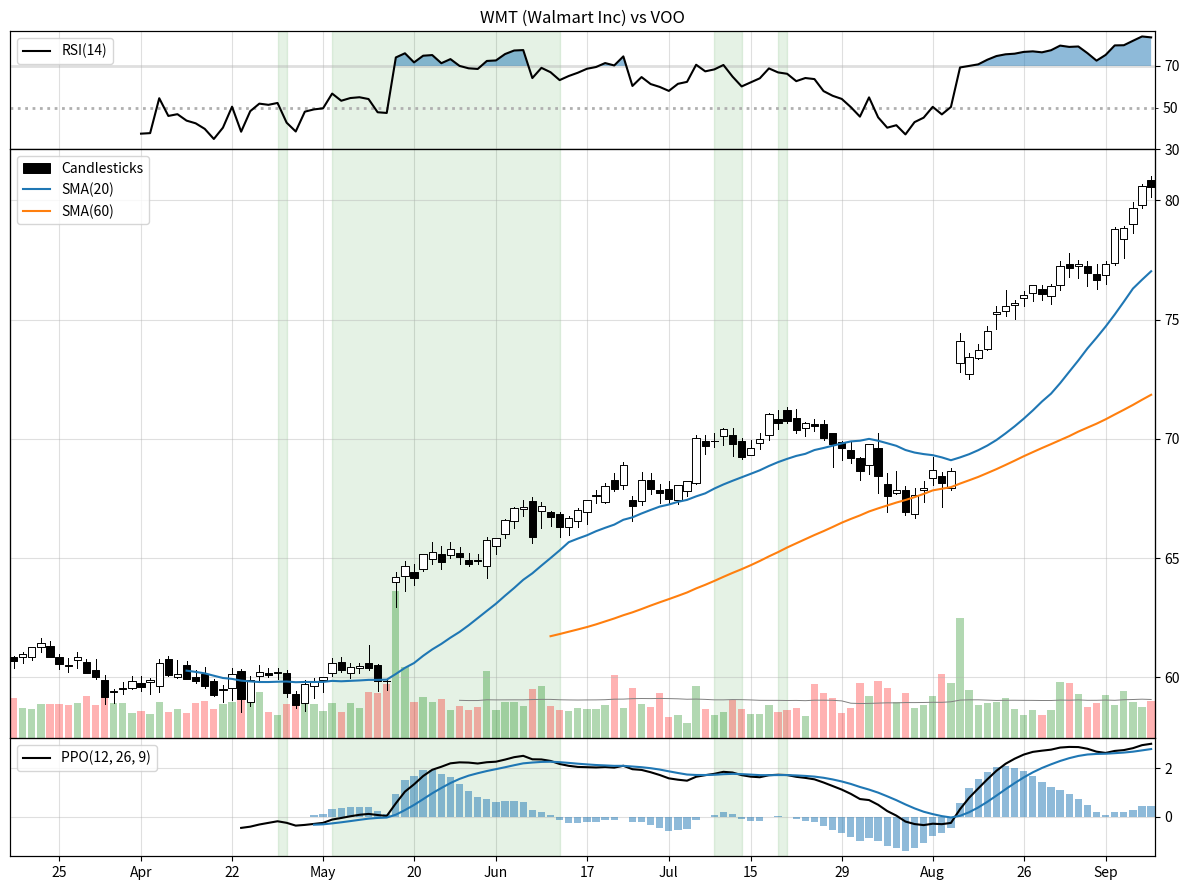 WMT (Walmart Inc) vs VOO
RSI(14)
70
50
30
Candlesticks
SMA(20)
SMA(60)
80
75
70
65
60
PPO(12, 26, 9)
2
0
25 Apr 22 May 20 Jun 17 Jul 15 29 Aug 26 Sep